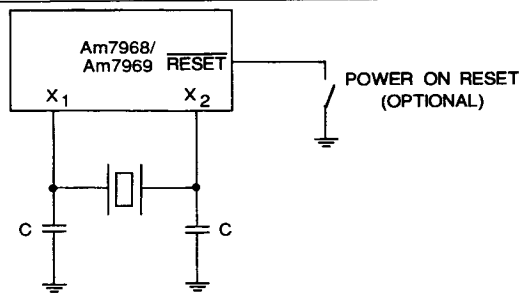 Am7968/
Am7969 RESET
X1 X2
POWER ON RESET
(OPTIONAL)
C C